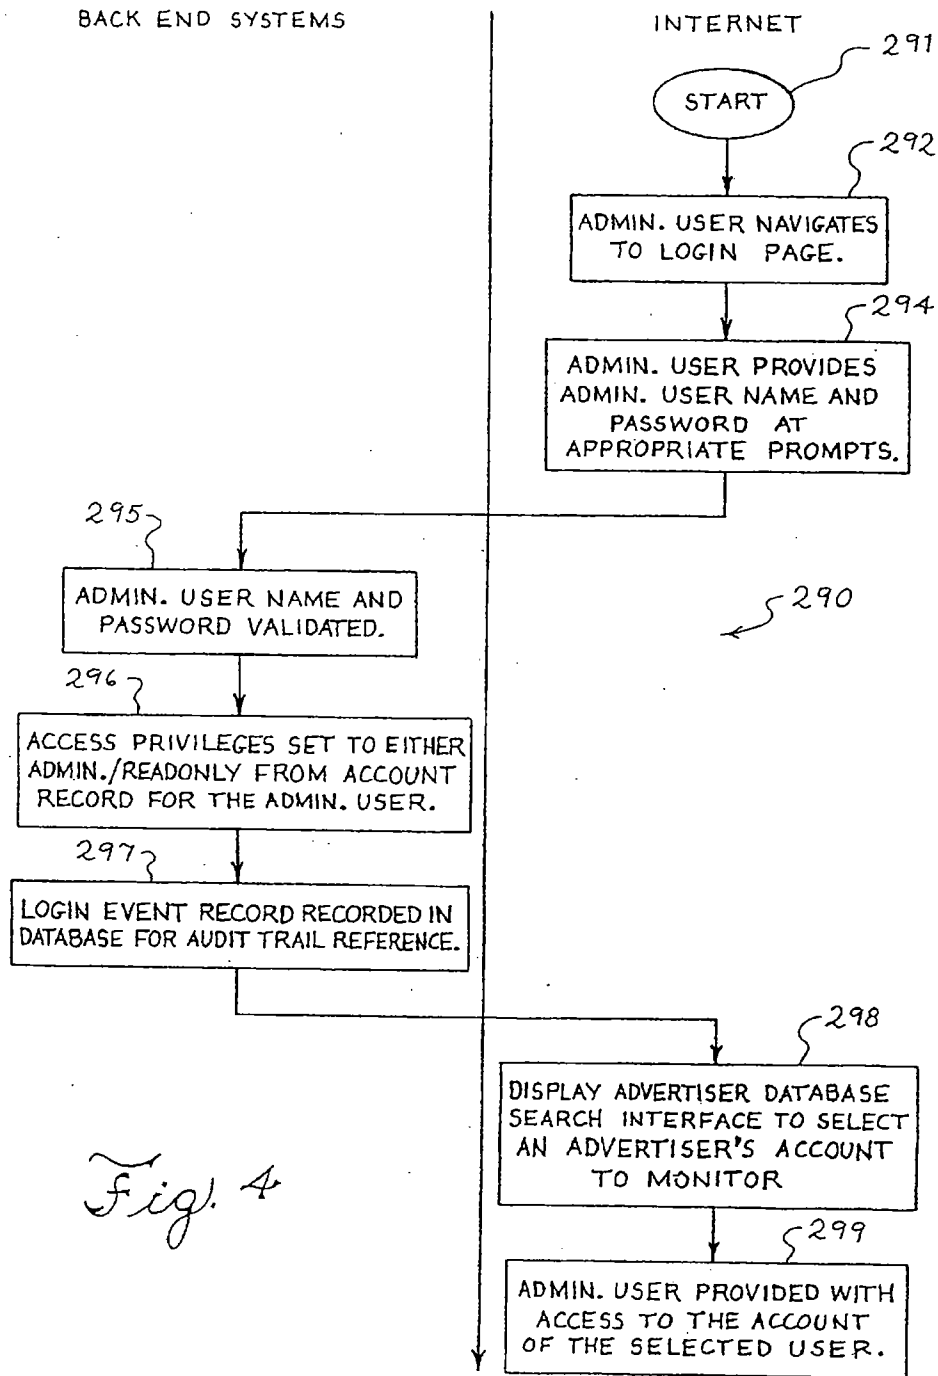 BACK END SYSTEMS
INTERNET
291
START
292
ADMIN. USER NAVIGATES
TO LOGIN PAGE.
294
ADMIN. USER PROVIDES
ADMIN. USER NAME AND
PASSWORD AT
APPROPRIATE PROMPTS.
295
ADMIN. USER NAME AND
PASSWORD VALIDATED.
290
296
ACCESS PRIVILEGES SET TO EITHER
ADMIN./READONLY FROM ACCOUNT
RECORD FOR THE ADMIN. USER.
297
LOGIN EVENT RECORD RECORDED IN
DATABASE FOR AUDIT TRAIL REFERENCE.
298
DISPLAY ADVERTISER DATABASE
SEARCH INTERFACE TO SELECT
AN ADVERTISER'S ACCOUNT
TO MONITOR
Fig. 4
299
ADMIN. USER PROVIDED WITH
ACCESS TO THE ACCOUNT
OF THE SELECTED USER.